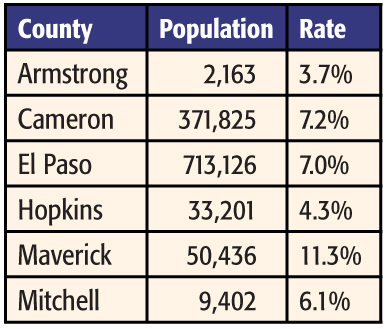 County Population Rate
Armstrong 2,163 3.7%
Cameron 371,825 7.2%
El Paso 713,126 7.0%
Hopkins 33,201 4.3%
Maverick 50,436 11.3%
Mitchell 9,402 6.1%